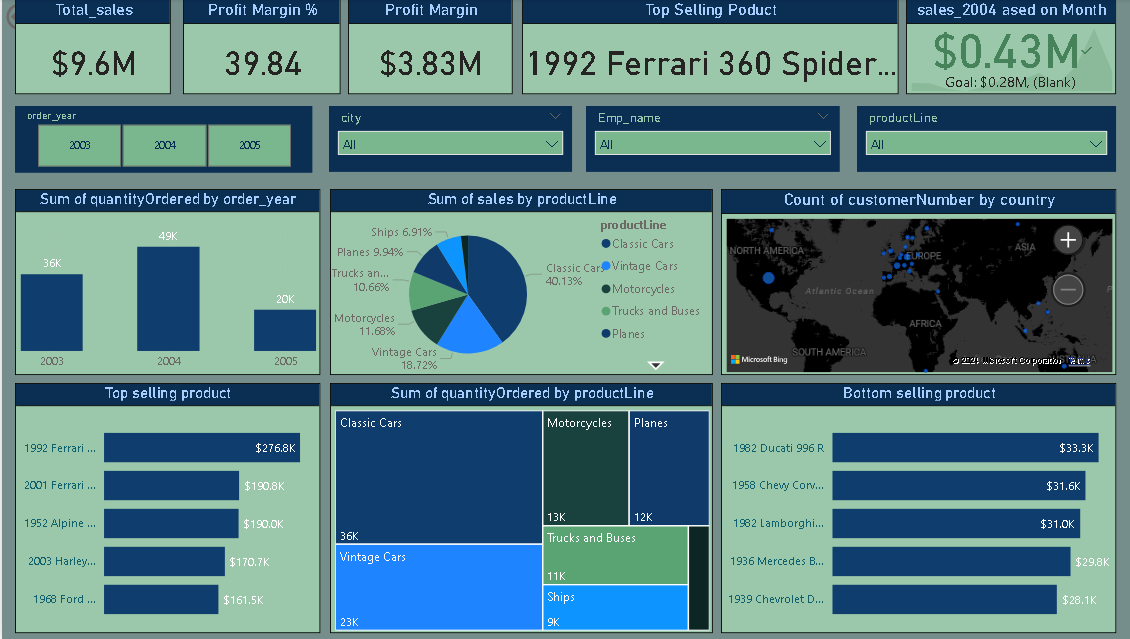 Total_sales
$9.6M
Profit Margin %
39.84
Profit Margin
$3.83M
Top Selling Poduct
1992 Ferrari 360 Spider...
sales_2004 ased on Month
$0.43M
Goal: $0.28M, (Blank)
order_year
2003
2004
2005
city
All
Emp_name
All
productLine
All
Sum of quantityOrdered by order_year
36K
49K
20K
2003
2004
2005
Sum of sales by productLine
Ships 6.91%
Planes 9.94%
Trucks an...
10.66%
Motorcycles
11.68%
Vintage Cars
18.72%
Classic Cars
40.13%
productLine
Classic Cars
Vintage Cars
Motorcycles
Trucks and Buses
Planes
Count of customerNumber by country
NORTH AMERICA
EUROPE
ASIA
Atlantic Ocean
AFRICA
SOUTH AMERICA
Microsoft Bing
Microsoft Corporation
Terms
Top selling product
1992 Ferrari ...
$276.8K
2001 Ferrari ...
$190.8K
1952 Alpine ...
$190.0K
2003 Harley...
$170.7K
1968 Ford ...
$161.5K
Sum of quantityOrdered by productLine
Classic Cars
36K
Vintage Cars
23K
Motorcycles
13K
Planes
12K
Trucks and Buses
11K
Ships
9K
Bottom selling product
1982 Ducati 996 R
$33.3K
1958 Chevy Corv...
$31.6K
1982 Lamborghi...
$31.0K
1936 Mercedes B...
$29.8K
1939 Chevrolet D...
$28.1K